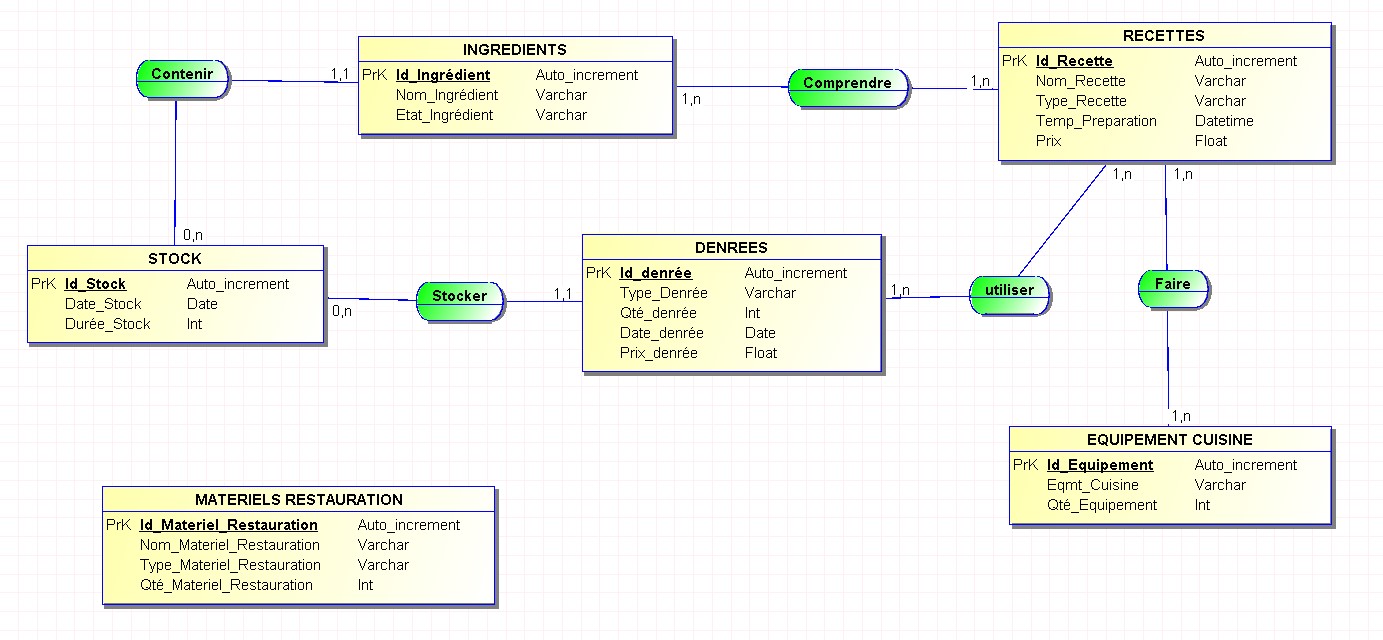 INGREDIENTS
PrK Id_Ingrédient Auto_increment
Nom_Ingrédient Varchar
Etat_Ingrédient Varchar
Contenir
1,1
0,n
1,n
Comprendre
1,n
RECETTES
PrK Id_Recette Auto_increment
Nom_Recette Varchar
Type_Recette Varchar
Temp_Preparation Datetime
Prix Float
1,n
1,n
STOCK
PrK Id_Stock Auto_increment
Date_Stock Date
Durée_Stock Int
0,n
Stocker
1,1
DENREES
PrK Id_denrée Auto_increment
Type_Denrée Varchar
Qté_denrée Int
Date_denrée Date
Prix_denrée Float
1,n
utiliser
Faire
1,n
EQUIPEMENT CUISINE
PrK Id_Equipement Auto_increment
Eqmt_Cuisine Varchar
Qté_Equipement Int
MATERIELS RESTAURATION
PrK Id_Materiel_Restauration Auto_increment
Nom_Materiel_Restauration Varchar
Type_Materiel_Restauration Varchar
Qté_Materiel_Restauration Int